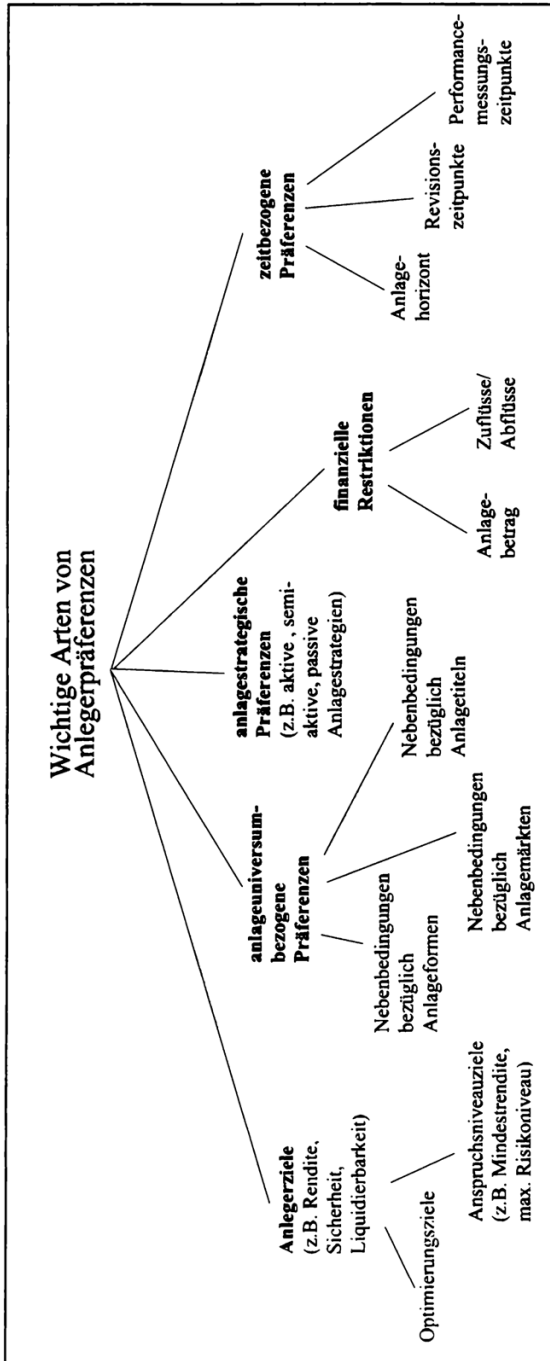 Wichtige Arten von
Anlegerpräferenzen
Anlegerziele
(z.B. Rendite,
Sicherheit,
Liquidierbarkeit)
Optimierungsziele
Anspruchsniveauziele
(z.B. Mindestrendite,
max. Risikoniveau)
anlageuniversum-
bezogene
Präferenzen
Nebenbedingungen
bezüglich
Anlageformen
Nebenbedingungen
bezüglich
Anlagemärkten
Nebenbedingungen
bezüglich
Anlagetiteln
anlagestrategische
Präferenzen
(z.B. aktive , semi-
aktive, passive
Anlagestrategien)
finanzielle
Restriktionen
Anlage-
betrag
Zuflüsse/
Abflüsse
zeitbezogene
Präferenzen
Anlage-
horizont
Revisions-
zeitpunkte
Performance-
messungs-
zeitpunkte